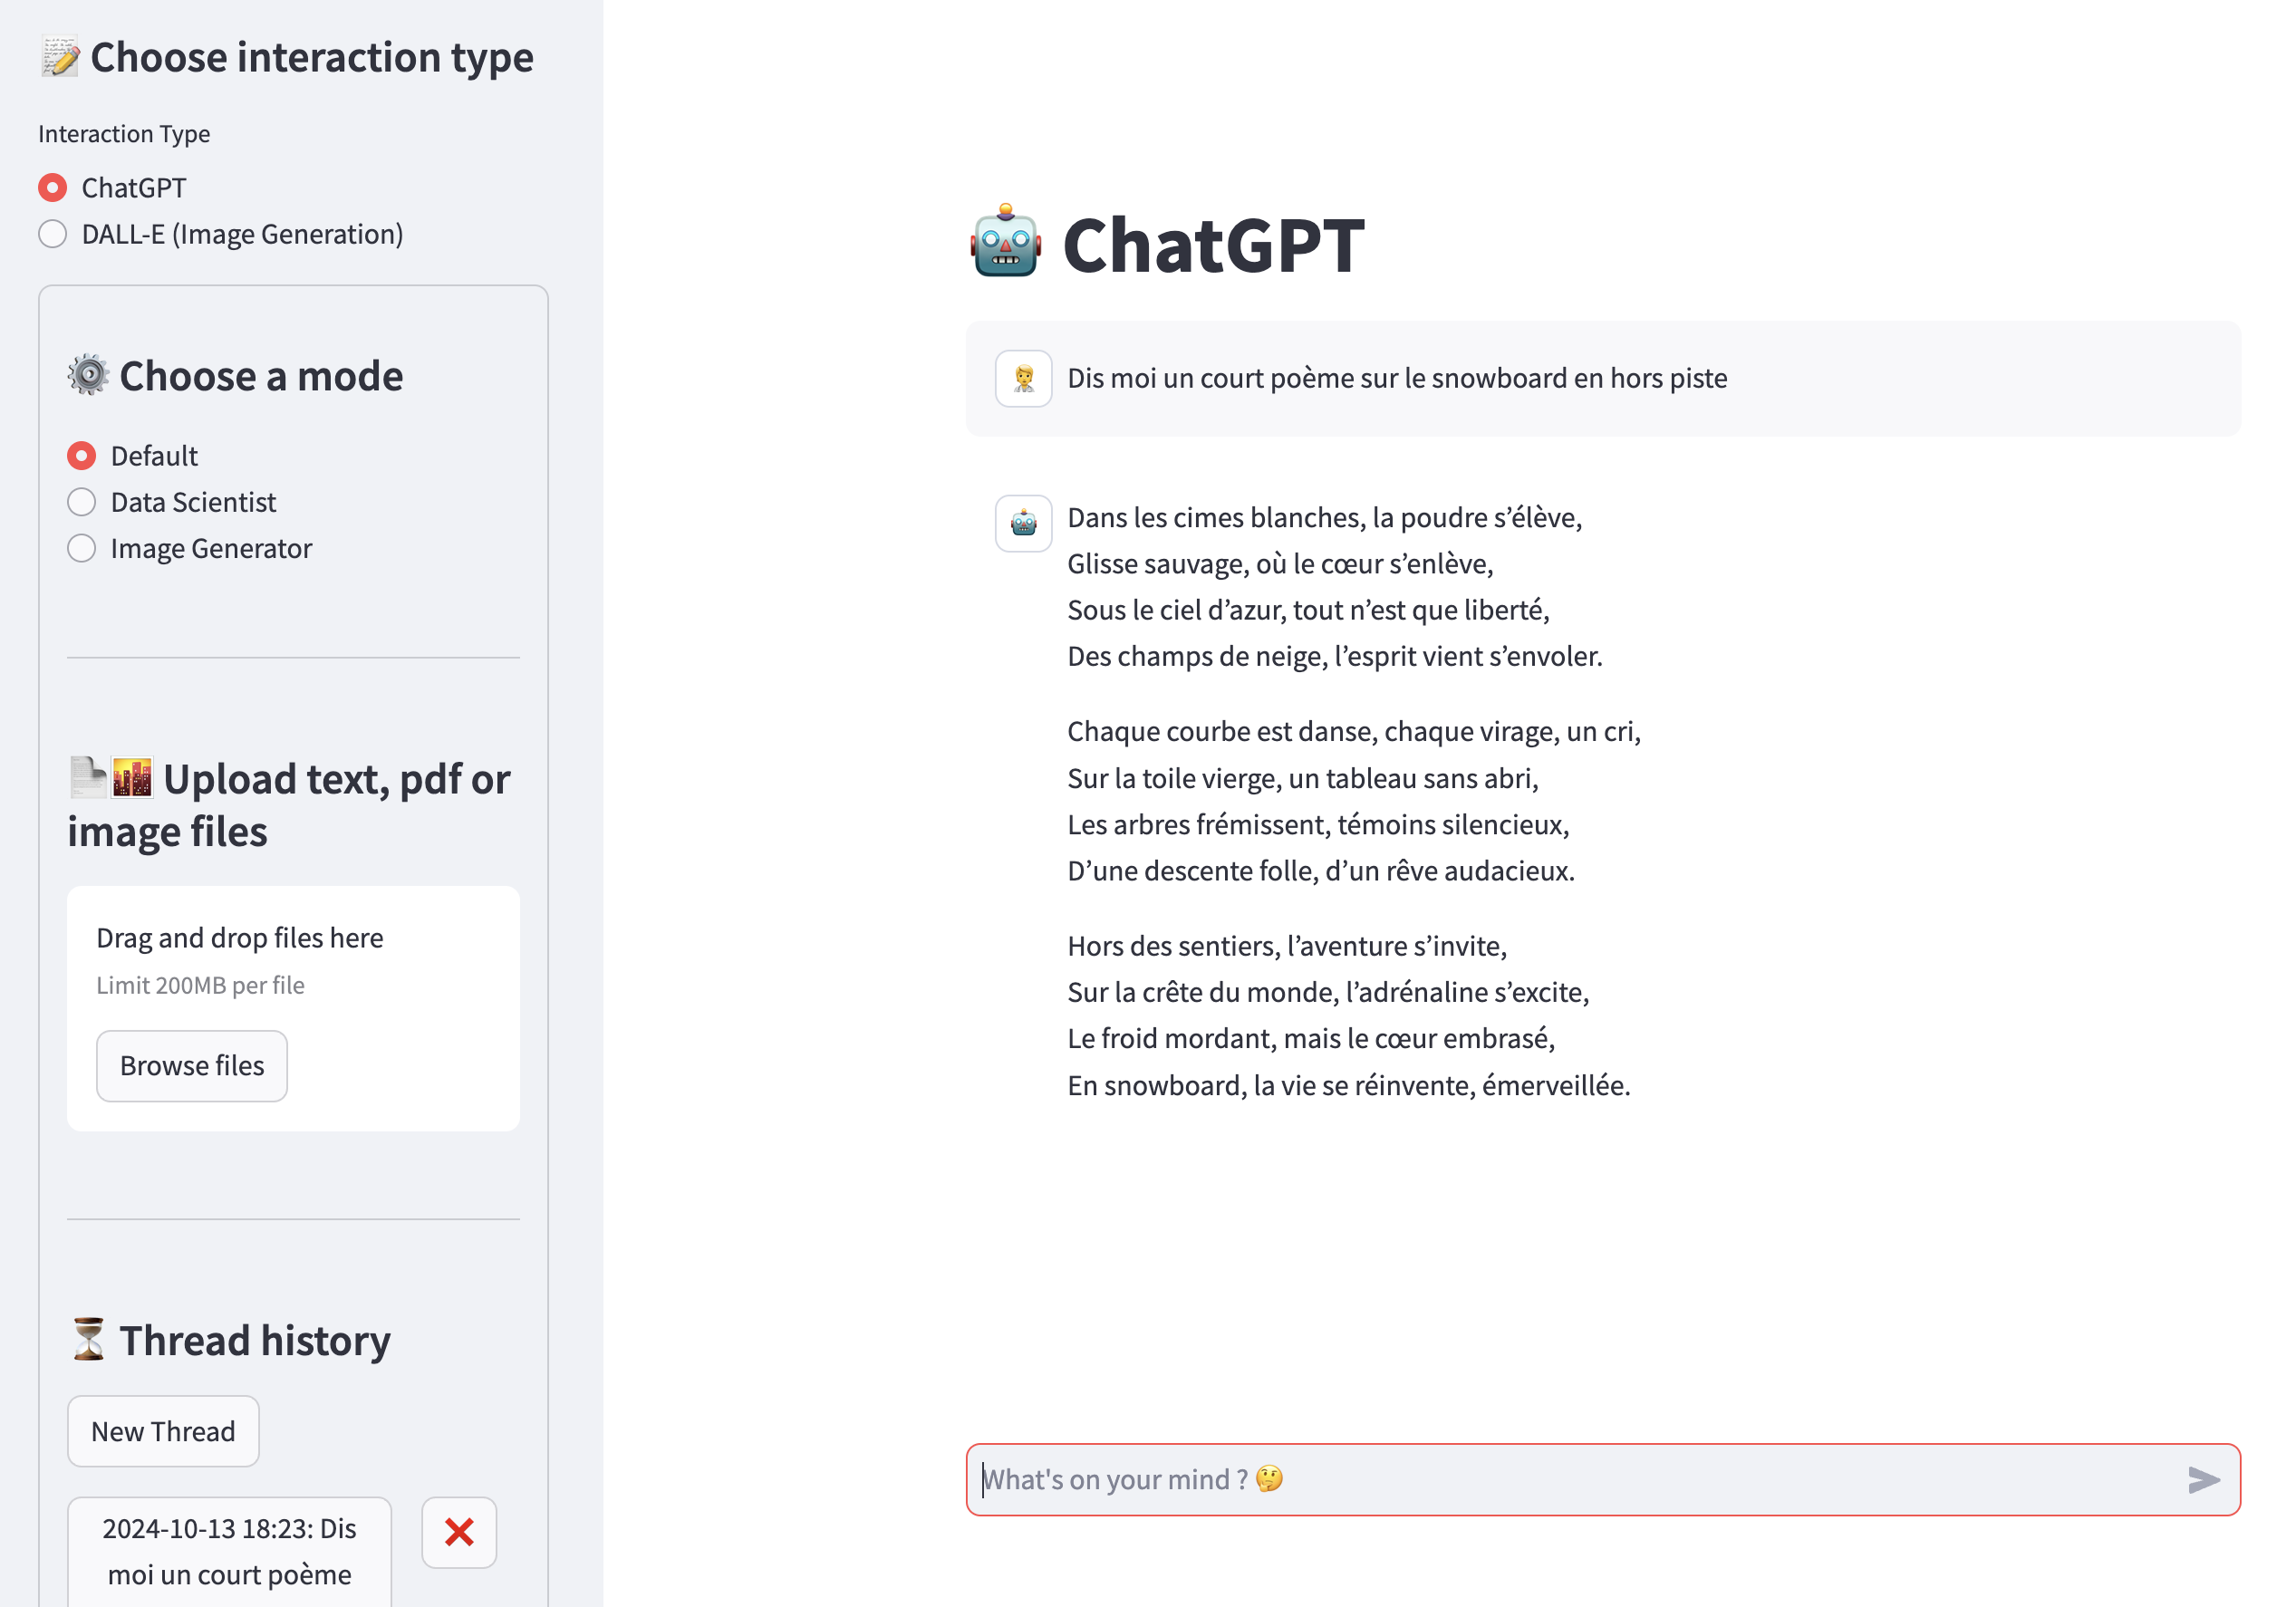 Choose interaction type
Interaction Type
ChatGPT
DALL-E (Image Generation)
Choose a mode
Default
Data Scientist
Image Generator
Upload text, pdf or
image files
Drag and drop files here
Limit 200MB per file
Browse files
Thread history
New Thread
2024-10-13 18:23: Dis
moi un court poème
ChatGPT
Dis moi un court poème sur le snowboard en hors piste
Dans les cimes blanches, la poudre s’élève,
Glisse sauvage, où le cœur s’enlève,
Sous le ciel d’azur, tout n’est que liberté,
Des champs de neige, l’esprit vient s’envoler.
Chaque courbe est danse, chaque virage, un cri,
Sur la toile vierge, un tableau sans abri,
Les arbres frémissent, témoins silencieux,
D’une descente folle, d’un rêve audacieux.
Hors des sentiers, l’aventure s’invite,
Sur la crête du monde, l’adrénaline s’excite,
Le froid mordant, mais le cœur embrasé,
En snowboard, la vie se réinvente, émerveillée.
What's on your mind ? 🤔